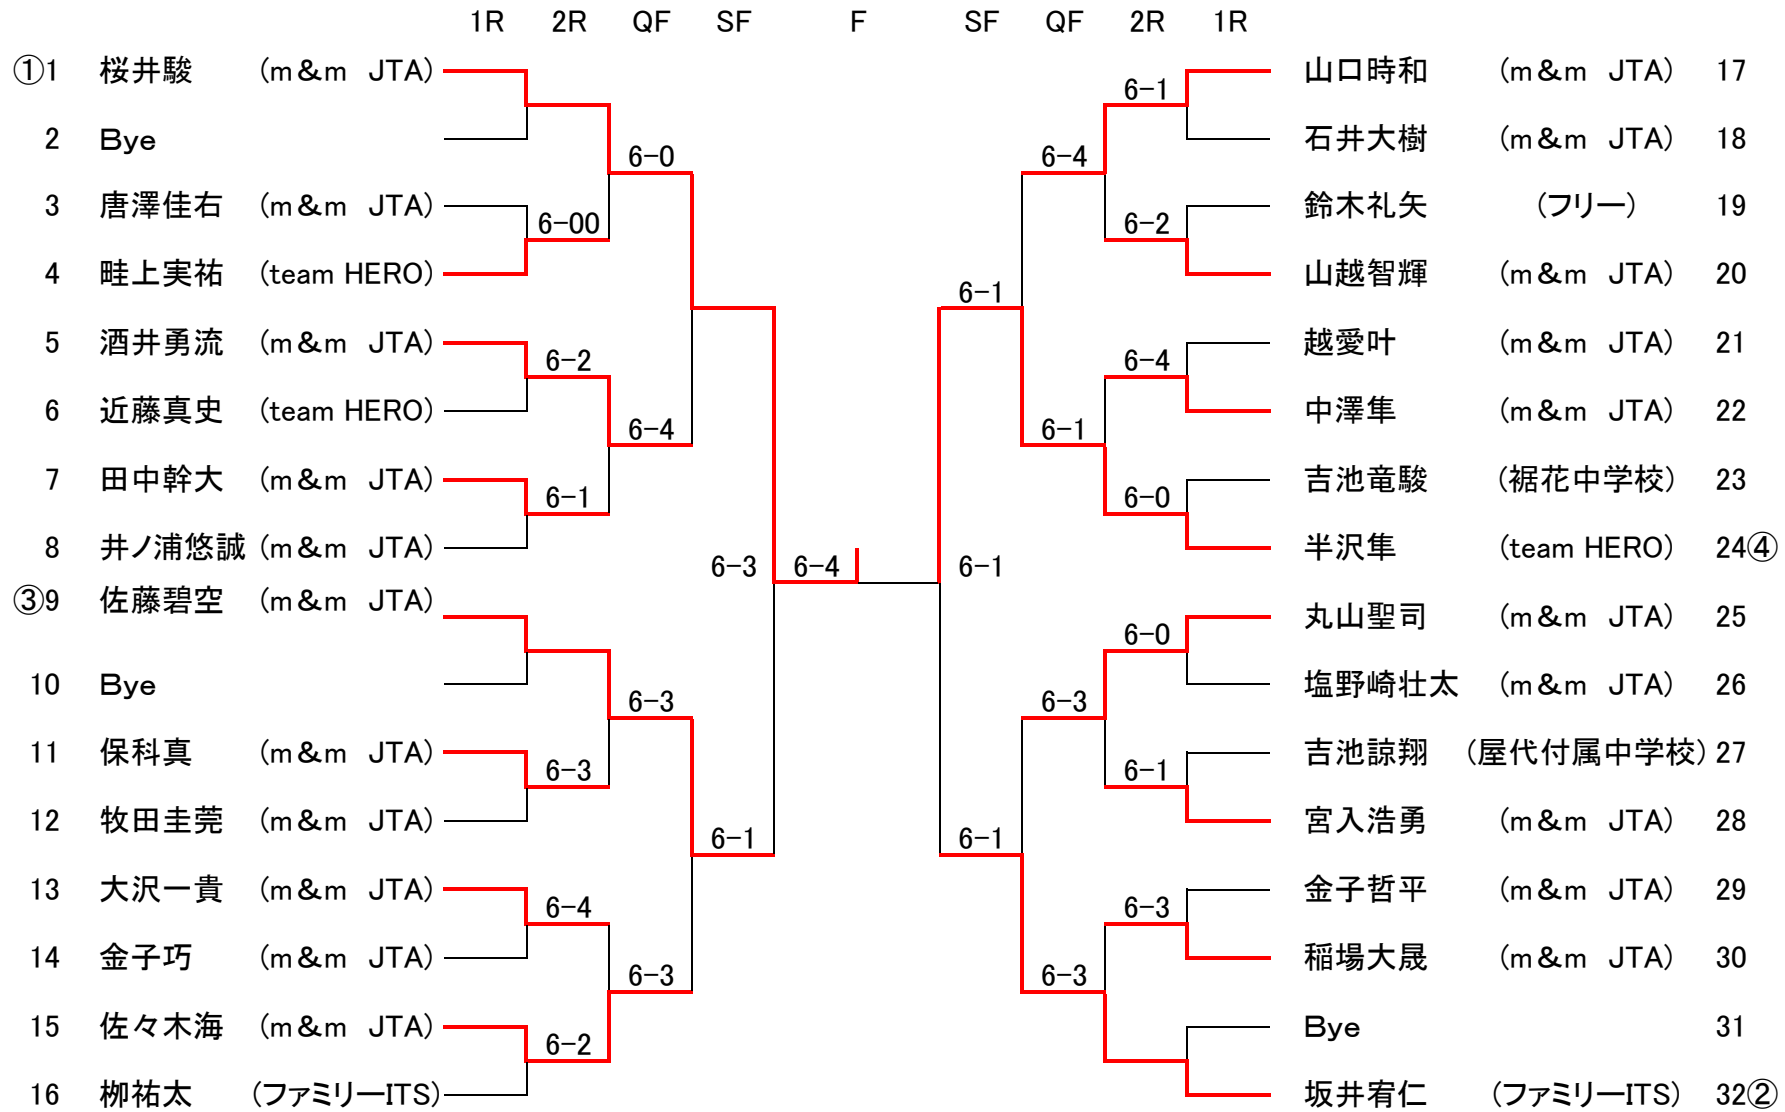 1R 2R QF SF F SF QF 2R 1R
①1 桜井駿 (m&m JTA) 山口時和 (m&m JTA) 17
6-1
2 Bye 石井大樹 (m&m JTA) 18
6-0 6-4
3 唐澤佳右 (m&m JTA) 鈴木礼矢 (フリー) 19
6-00 6-2
4 畦上実祐 (team HERO) 山越智輝 (m&m JTA) 20
6-1
5 酒井勇流 (m&m JTA) 越愛叶 (m&m JTA) 21
6-2 6-4
6 近藤真史 (team HERO) 中澤隼 (m&m JTA) 22
6-4 6-1
7 田中幹大 (m&m JTA) 吉池竜駿 (裾花中学校) 23
6-1 6-0
8 井ノ浦悠誠 (m&m JTA) 半沢隼 (team HERO) 24④
6-3 6-4 6-1
③9 佐藤碧空 (m&m JTA) 丸山聖司 (m&m JTA) 25
6-0
10 Bye 塩野崎壮太 (m&m JTA) 26
6-3 6-3
11 保科真 (m&m JTA) 吉池諒翔 (屋代付属中学校) 27
6-3 6-1
12 牧田圭莞 (m&m JTA) 宮入浩勇 (m&m JTA) 28
6-1 6-1
13 大沢一貴 (m&m JTA) 金子哲平 (m&m JTA) 29
6-4 6-3
14 金子巧 (m&m JTA) 稲場大晟 (m&m JTA) 30
6-3 6-3
15 佐々木海 (m&m JTA) Bye 31
6-2
16 栁祐太 (ファミリーITS) 坂井宥仁 (ファミリーITS) 32②